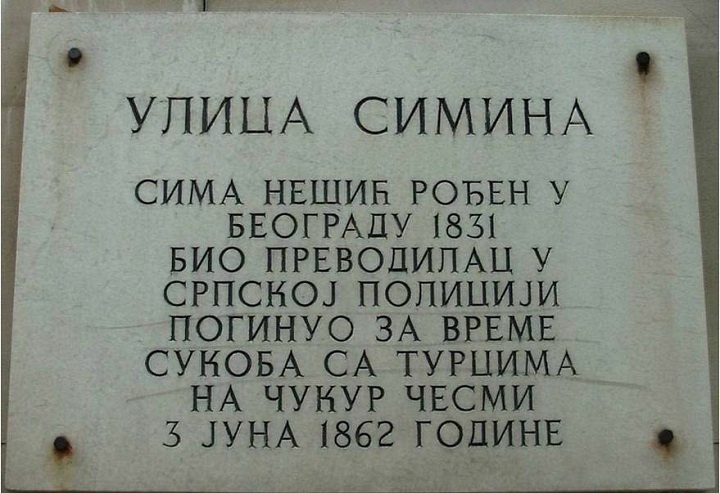 УЛИЦА СИМИНА
СИМА НЕШИЋ РОЂЕН У
БЕОГРАДУ 1831
БИО ПРЕВОДИЛАЦ У
СРПСКОЈ ПОЛИЦИЈИ
ПОГИНУО ЗА ВРЕМЕ
СУКОБА СА ТУРЦИМА
НА ЧУКУР ЧЕСМИ
3 ЈУНА 1862 ГОДИНЕ